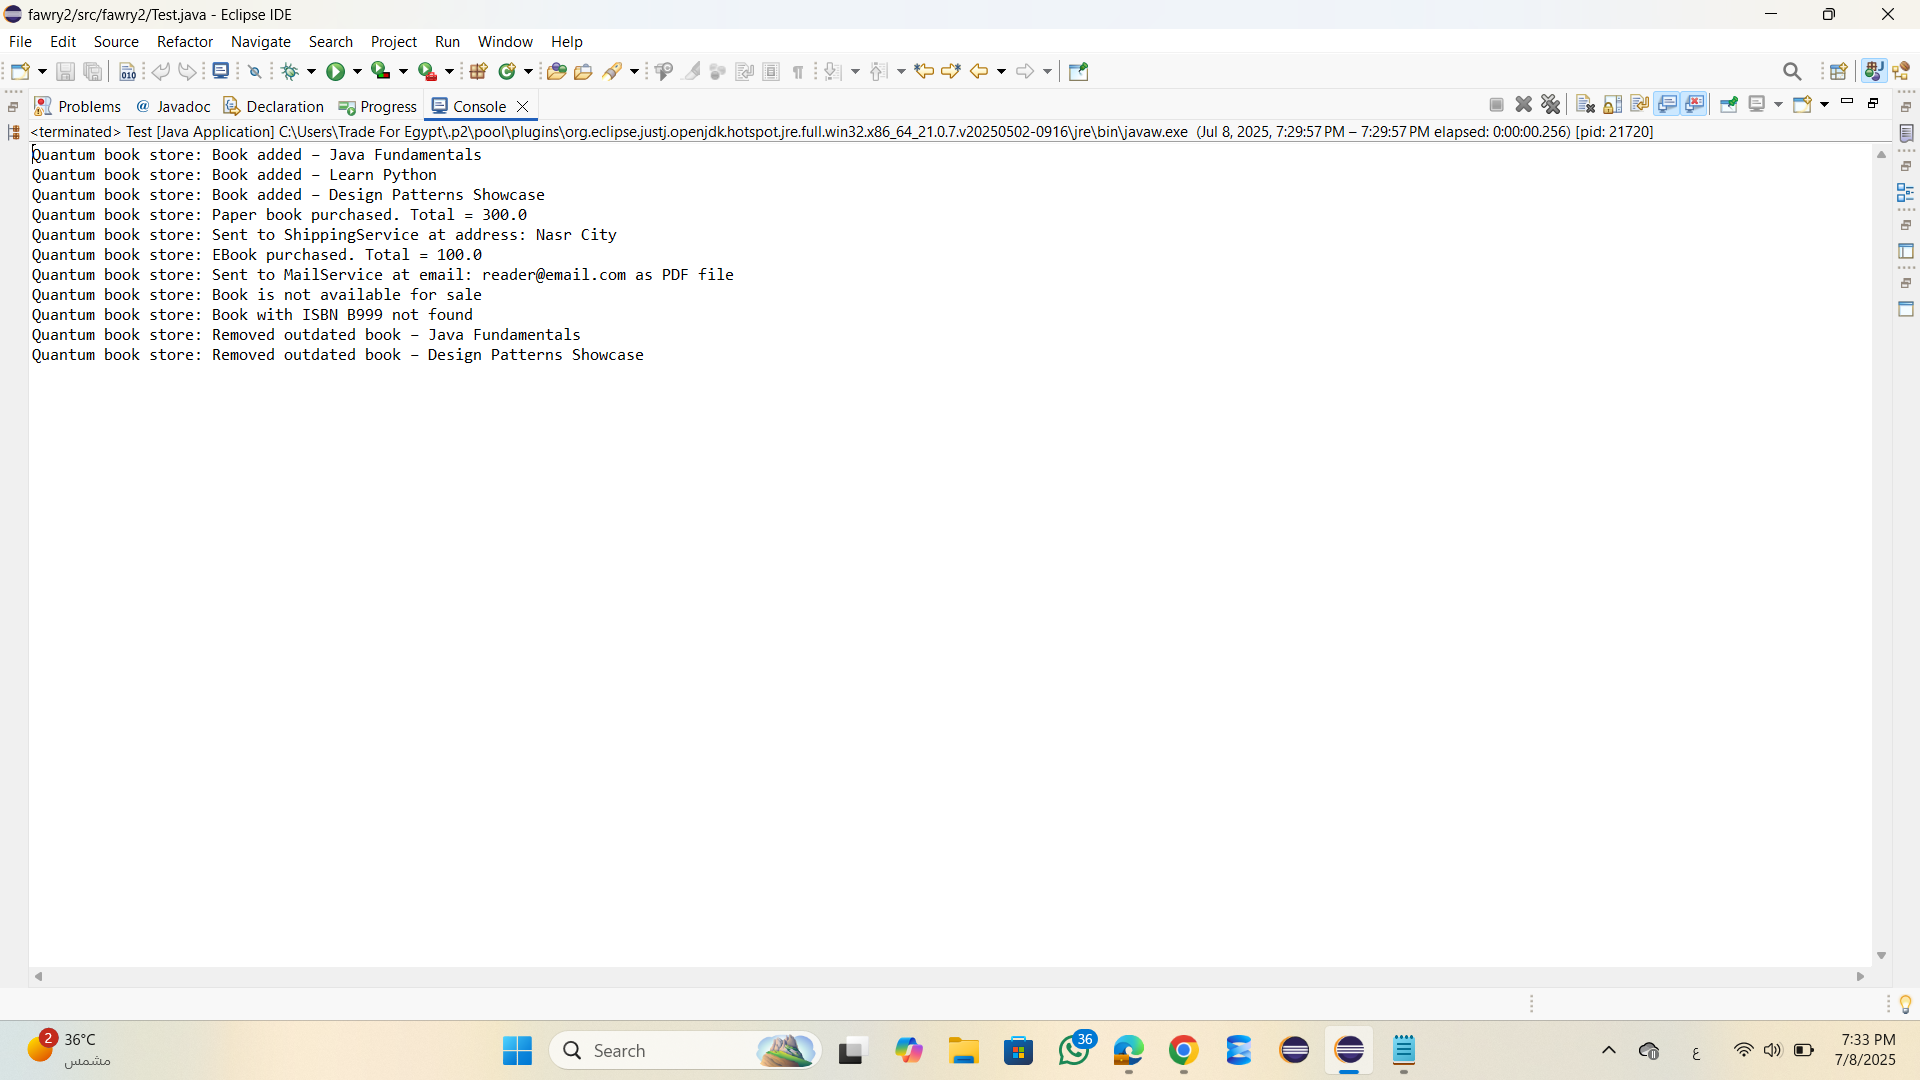 fawry2/src/fawry2/Test.java - Eclipse IDE
File Edit Source Refactor Navigate Search Project Run Window Help
Problems @ Javadoc Declaration Progress Console
<terminated> Test [Java Application] C:\Users\Trade For Egypt\.p2\pool\plugins\org.eclipse.justj.openjdk.hotspot.jre.full.win32.x86_64_21.0.7.v20250502-0916\jre\bin\javaw.exe (Jul 8, 2025, 7:29:57 PM – 7:29:57 PM elapsed: 0:00:00.256) [pid: 21720]
Quantum book store: Book added – Java Fundamentals
Quantum book store: Book added – Learn Python
Quantum book store: Book added – Design Patterns Showcase
Quantum book store: Paper book purchased. Total = 300.0
Quantum book store: Sent to ShippingService at address: Nasr City
Quantum book store: EBook purchased. Total = 100.0
Quantum book store: Sent to MailService at email: reader@email.com as PDF file
Quantum book store: Book is not available for sale
Quantum book store: Book with ISBN B999 not found
Quantum book store: Removed outdated book – Java Fundamentals
Quantum book store: Removed outdated book – Design Patterns Showcase
2 36°C
مشمس
Search
36
ع
7:33 PM
7/8/2025